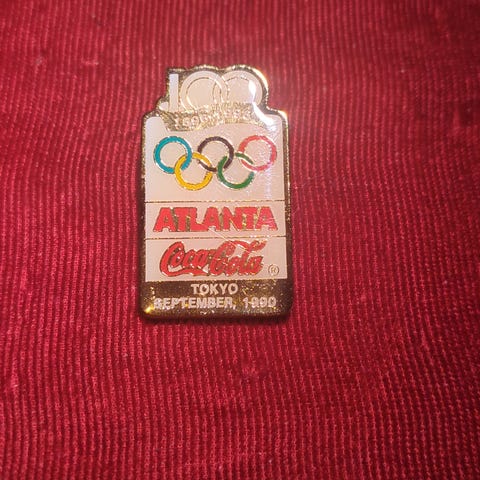 100
ATLANTA
Coca-Cola ®
TOKYO
SEPTEMBER, 1990